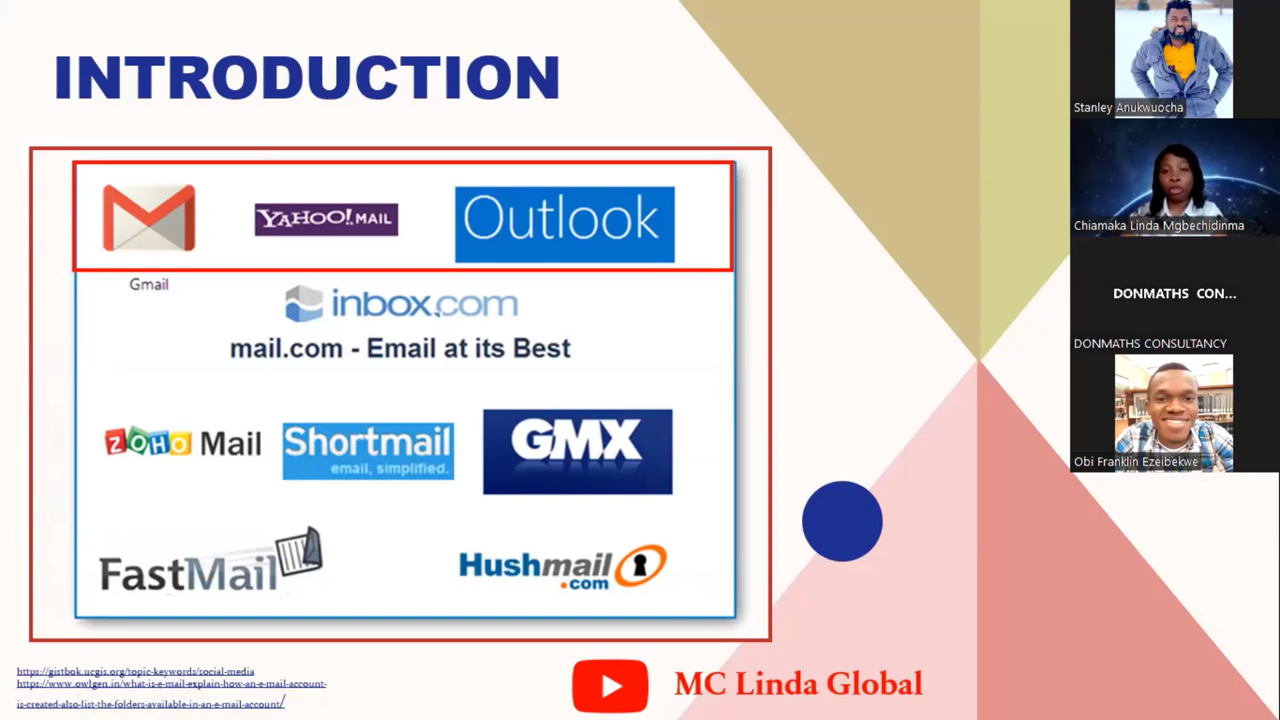 INTRODUCTION
YAHOO! MAIL
Outlook
Gmail
inbox.com
mail.com - Email at its Best
ZOHO Mail
Shortmail
email, simplified.
GMX
FastMail
Hushmail
.com
https://gistbok.ucgis.org/topic-keywords/social-media
https://www.owlgen.in/what-is-e-mail-explain-how-an-e-mail-account-
is-created-also-list-the-folders-available-in-an-e-mail-account/
MC Linda Global
Stanley Anukwuocha
Chiamaka Linda Mgbechidinma
DONMATHS CON...
DONMATHS CONSULTANCY
Obi Franklin Ezeibekwe